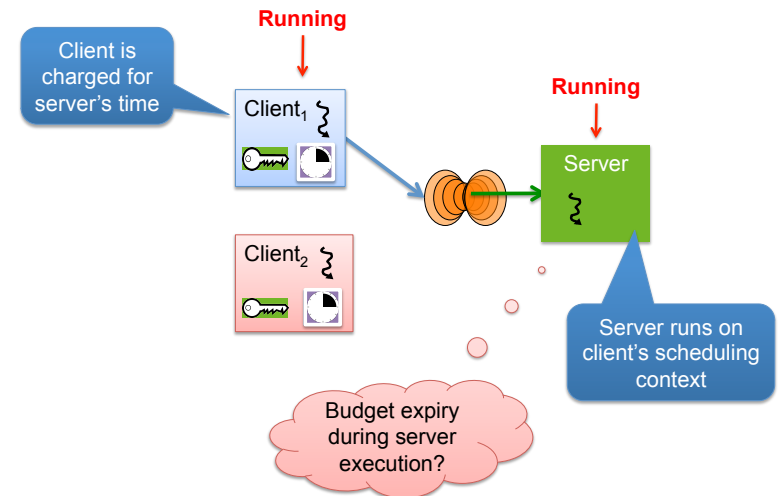 Running
Client is
charged for
server's time
Running
Client₁
Server
Client₂
Server runs on
client's scheduling
context
Budget expiry
during server
execution?